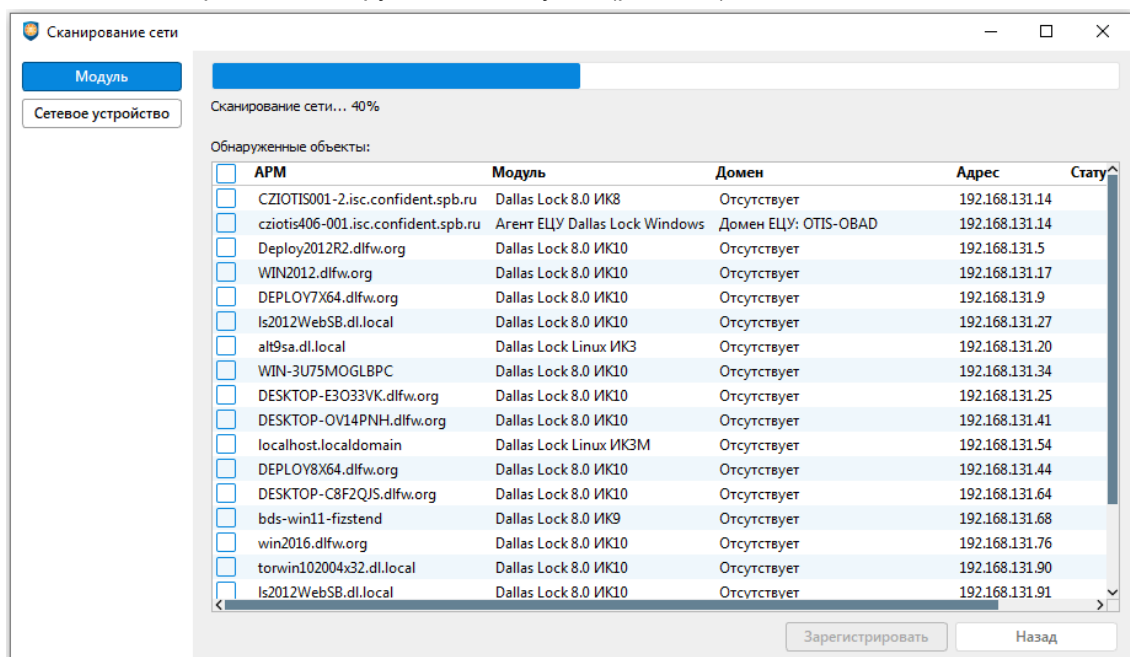 Сканирование сети
Модуль
Сетевое устройство
Сканирование сети... 40%
Обнаруженные объекты:
АРМ Модуль Домен Адрес Стату
CZIOTIS001-2.isc.confident.spb.ru Dallas Lock 8.0 ИК8 Отсутствует 192.168.131.14
cziotis406-001.isc.confident.spb.ru Агент ЕЦУ Dallas Lock Windows Домен ЕЦУ: OTIS-OBAD 192.168.131.14
Deploy2012R2.dlfw.org Dallas Lock 8.0 ИК10 Отсутствует 192.168.131.5
WIN2012.dlfw.org Dallas Lock 8.0 ИК10 Отсутствует 192.168.131.17
DEPLOY7X64.dlfw.org Dallas Lock 8.0 ИК10 Отсутствует 192.168.131.9
ls2012WebSB.dl.local Dallas Lock 8.0 ИК10 Отсутствует 192.168.131.27
alt9sa.dl.local Dallas Lock Linux ИК3 Отсутствует 192.168.131.20
WIN-3U75MOGLBPC Dallas Lock 8.0 ИК10 Отсутствует 192.168.131.34
DESKTOP-E3O33VK.dlfw.org Dallas Lock 8.0 ИК10 Отсутствует 192.168.131.25
DESKTOP-OV14PNH.dlfw.org Dallas Lock 8.0 ИК10 Отсутствует 192.168.131.41
localhost.localdomain Dallas Lock Linux ИК3М Отсутствует 192.168.131.54
DEPLOY8X64.dlfw.org Dallas Lock 8.0 ИК10 Отсутствует 192.168.131.44
DESKTOP-C8F2QJS.dlfw.org Dallas Lock 8.0 ИК10 Отсутствует 192.168.131.64
bds-win11-fizstend Dallas Lock 8.0 ИК9 Отсутствует 192.168.131.68
win2016.dlfw.org Dallas Lock 8.0 ИК10 Отсутствует 192.168.131.76
torwin102004x32.dl.local Dallas Lock 8.0 ИК10 Отсутствует 192.168.131.90
ls2012WebSB.dl.local Dallas Lock 8.0 ИК10 Отсутствует 192.168.131.91
Зарегистрировать Назад